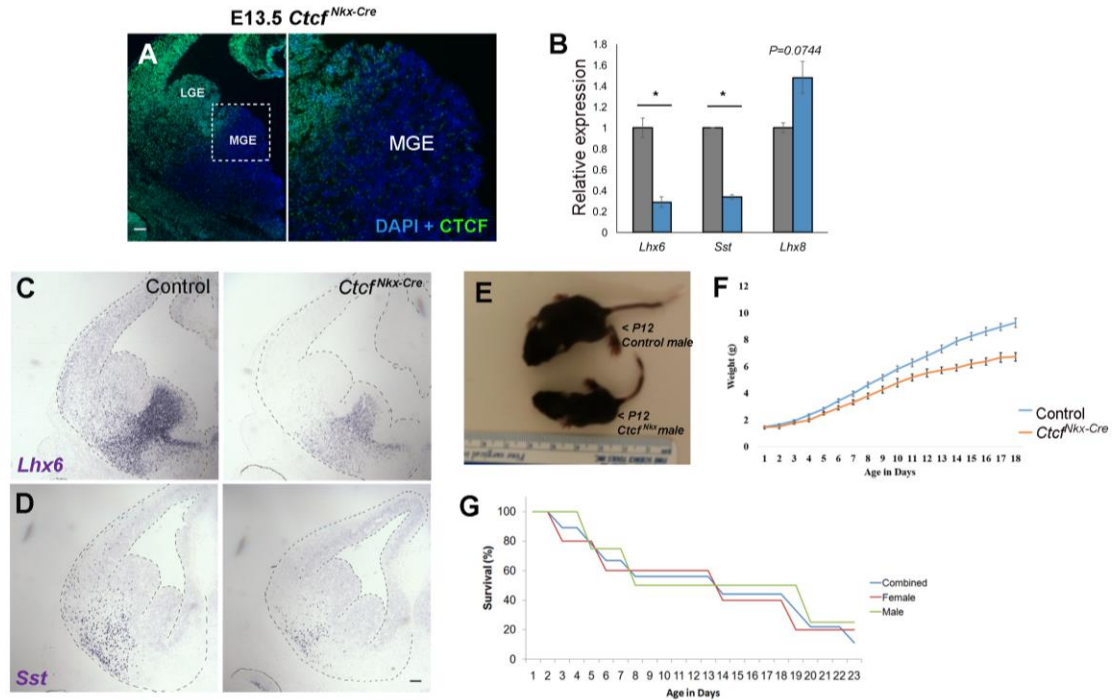 E13.5 Ctcf Nkx-Cre
A
LGE
MGE
MGE
DAPI + CTCF
B
P=0.0744
Relative expression
1.8
1.6
1.4
1.2
1
0.8
0.6
0.4
0.2
0
*
*
Lhx6
Sst
Lhx8
C
Control
Ctcf Nkx-Cre
Lhx6
D
Sst
E
< P12
Control male
< P12
Ctcf Nkx male
F
Weight (g)
12
10
8
6
4
2
0
1 2 3 4 5 6 7 8 9 10 11 12 13 14 15 16 17 18
Age in Days
Control
Ctcf Nkx-Cre
G
Survival (%)
100
80
60
40
20
0
1 2 3 4 5 6 7 8 9 10 11 12 13 14 15 16 17 18 19 20 21 22 23
Age in Days
Combined
Female
Male